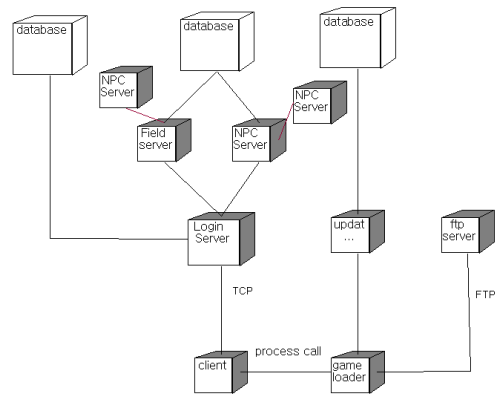 database
database
database
NPC
Server
NPC
Server
Field
server
NPC
Server
Login
Server
updat
...
ftp
server
TCP
FTP
process call
client
game
loader